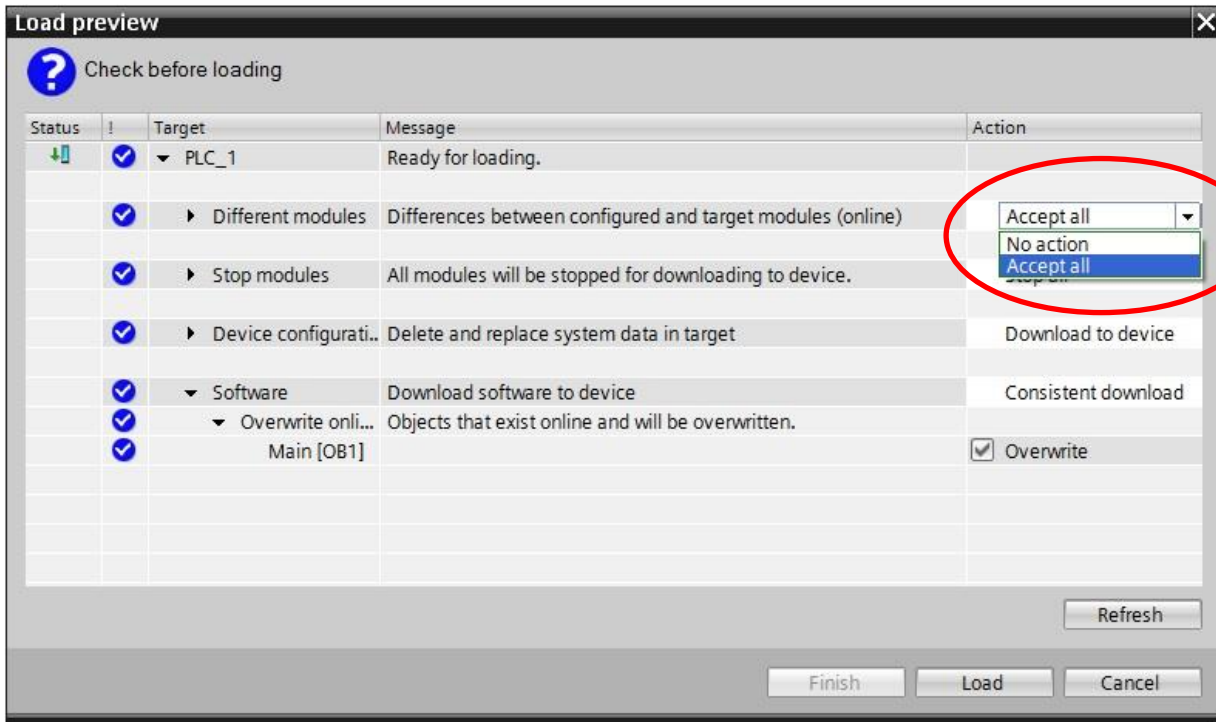 Load preview
Check before loading
Status ! Target Message Action
PLC_1 Ready for loading.
Different modules Differences between configured and target modules (online) Accept all
No action
Accept all
Stop modules All modules will be stopped for downloading to device.
Device configurati.. Delete and replace system data in target Download to device
Software Download software to device Consistent download
Overwrite onli... Objects that exist online and will be overwritten.
Main [OB1] Overwrite
Refresh
Finish Load Cancel